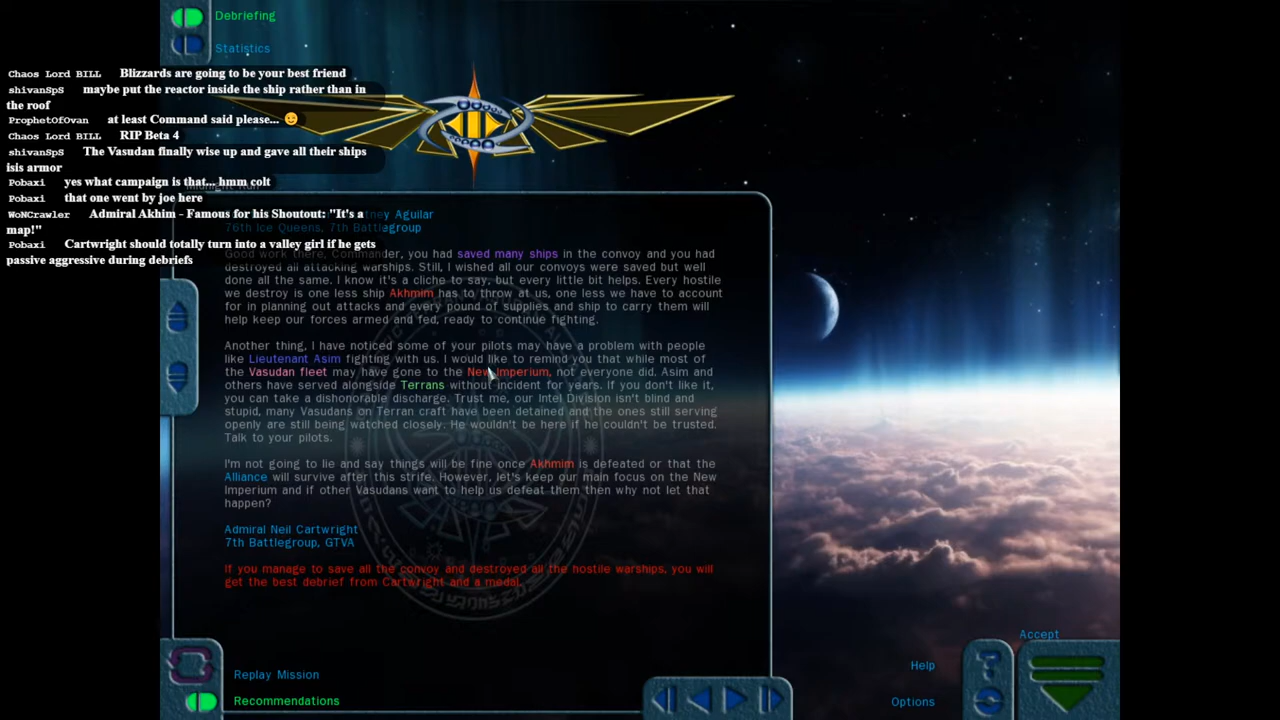 Debriefing
Statistics
Chaos Lord BILL Blizzards are going to be your best friend
shivanSpS maybe put the reactor inside the ship rather than in
the roof
ProphetOfOvan at least Command said please... 😉
Chaos Lord BILL RIP Beta 4
shivanSpS The Vasudan finally wise up and gave all their ships
isis armor
Pobaxi yes what campaign is that... hmm colt
Pobaxi that one went by joe here
WoNCrawler Admiral Akhim - Famous for his Shoutout: "It's a
map!"
Pobaxi Cartwright should totally turn into a valley girl if he gets
passive aggressive during debriefs
Aguilar
76th Ice Queens, 7th Battlegroup
Good work there, Commander, you had saved many ships in the convoy and you had
destroyed all attacking warships. Still, I wished all our convoys were saved but well
done all the same. I know it's a cliche to say, but every little bit helps. Every hostile
we destroy is one less ship Akhmim has to throw at us, one less we have to account
for in planning out attacks and every pound of supplies and ship to carry them will
help keep our forces armed and fed, ready to continue fighting.
Another thing, I have noticed some of your pilots may have a problem with people
like Lieutenant Asim fighting with us. I would like to remind you that while most of
the Vasudan fleet may have gone to the New Imperium, not everyone did. Asim and
others have served alongside Terrans without incident for years. If you don't like it,
you can take a dishonorable discharge. Trust me, our Intel Division isn't blind and
stupid, many Vasudans on Terran craft have been detained and the ones still serving
openly are still being watched closely. He wouldn't be here if he couldn't be trusted.
Talk to your pilots.
I'm not going to lie and say things will be fine once Akhmim is defeated or that the
Alliance will survive after this strife. However, let's keep our main focus on the New
Imperium and if other Vasudans want to help us defeat them then why not let that
happen?
Admiral Neil Cartwright
7th Battlegroup, GTVA
If you manage to save all the convoy and destroyed all the hostile warships, you will
get the best debrief from Cartwright and a medal.
Accept
Help
Replay Mission
Recommendations
Options